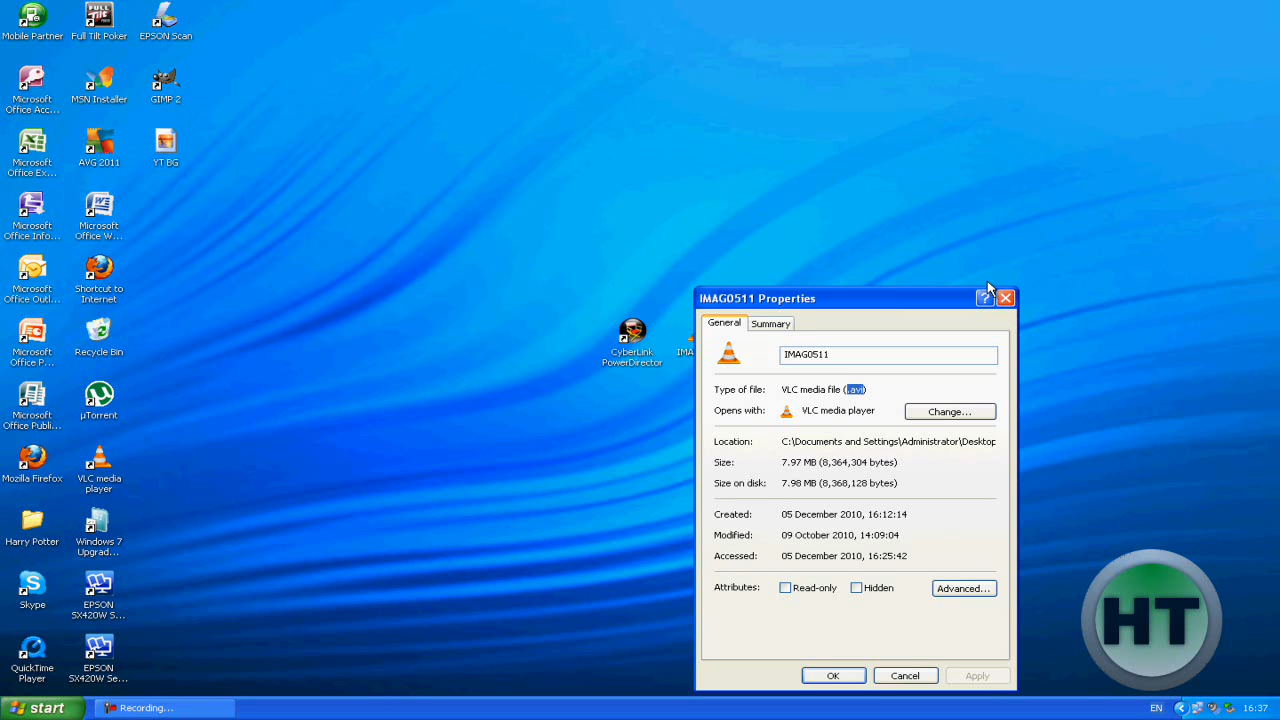 Mobile Partner
Full Tilt Poker
EPSON Scan
Microsoft
Office Acc...
MSN Installer
GIMP 2
Microsoft
Office Ex...
AVG 2011
YT BG
Microsoft
Office Info...
Microsoft
Office W...
Microsoft
Office Outl...
Shortcut to
Internet
Microsoft
Office P...
Recycle Bin
Microsoft
Office Publi...
µTorrent
Mozilla Firefox
VLC media
player
Harry Potter
Windows 7
Upgrad...
Skype
EPSON
SX420W S...
QuickTime
Player
EPSON
SX420W Se...
FULL
TILT
CyberLink
PowerDirector
IMA
IMAG0511 Properties
General
Summary
IMAG0511
Type of file: VLC media file (.avi)
Opens with: VLC media player
Change...
Location: C:\Documents and Settings\Administrator\Desktop
Size: 7.97 MB (8,364,304 bytes)
Size on disk: 7.98 MB (8,368,128 bytes)
Created: 05 December 2010, 16:12:14
Modified: 09 October 2010, 14:09:04
Accessed: 05 December 2010, 16:25:42
Attributes: Read-only Hidden Advanced...
OK Cancel Apply
HT
start
Recording...
EN
16:37